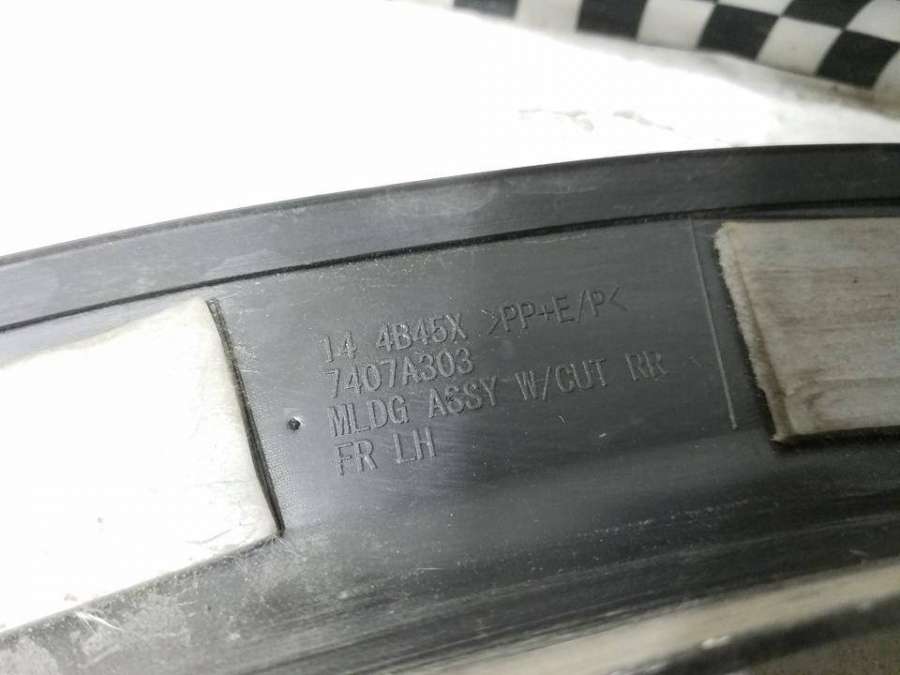 14 4B45X >PP+E/P<
7407A303
MLDG ASSY W/CUT RR
FR LH